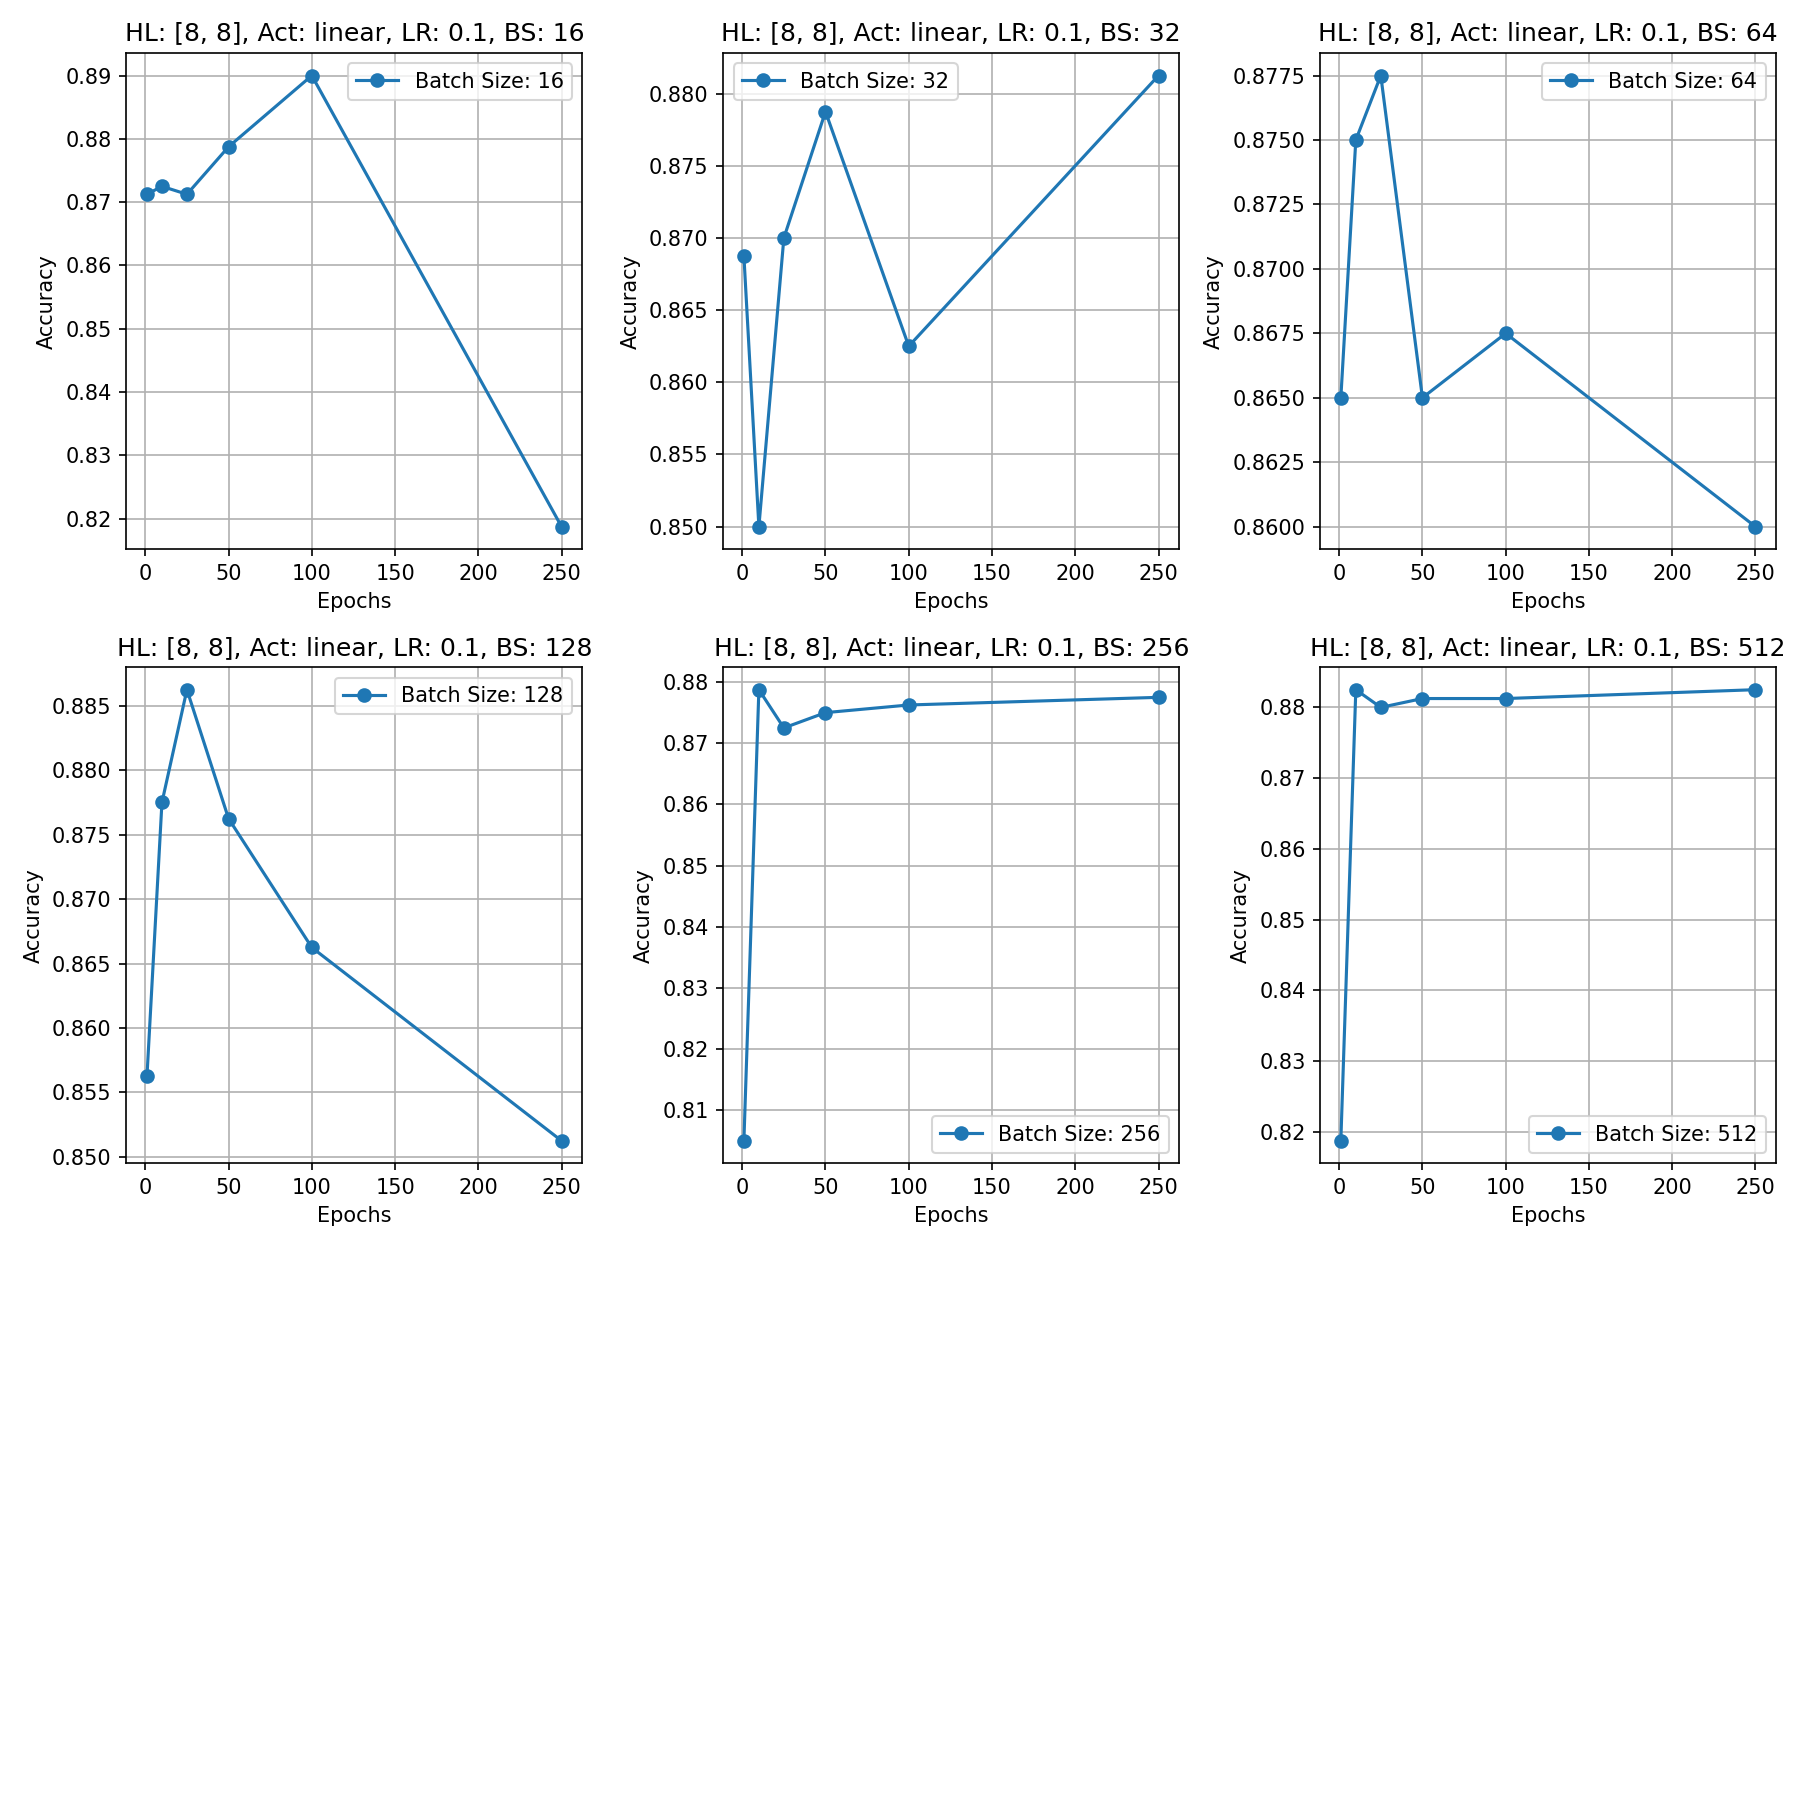 HL: [8, 8], Act: linear, LR: 0.1, BS: 16
Batch Size: 16
0.89
0.88
0.87
0.86
0.85
0.84
0.83
0.82
Accuracy
0 50 100 150 200 250
Epochs
HL: [8, 8], Act: linear, LR: 0.1, BS: 32
Batch Size: 32
0.880
0.875
0.870
0.865
0.860
0.855
0.850
Accuracy
0 50 100 150 200 250
Epochs
HL: [8, 8], Act: linear, LR: 0.1, BS: 64
Batch Size: 64
0.8775
0.8750
0.8725
0.8700
0.8675
0.8650
0.8625
0.8600
Accuracy
0 50 100 150 200 250
Epochs
HL: [8, 8], Act: linear, LR: 0.1, BS: 128
Batch Size: 128
0.885
0.880
0.875
0.870
0.865
0.860
0.855
0.850
Accuracy
0 50 100 150 200 250
Epochs
HL: [8, 8], Act: linear, LR: 0.1, BS: 256
0.88
0.87
0.86
0.85
0.84
0.83
0.82
0.81
Accuracy
Batch Size: 256
0 50 100 150 200 250
Epochs
HL: [8, 8], Act: linear, LR: 0.1, BS: 512
0.88
0.87
0.86
0.85
0.84
0.83
0.82
Accuracy
Batch Size: 512
0 50 100 150 200 250
Epochs